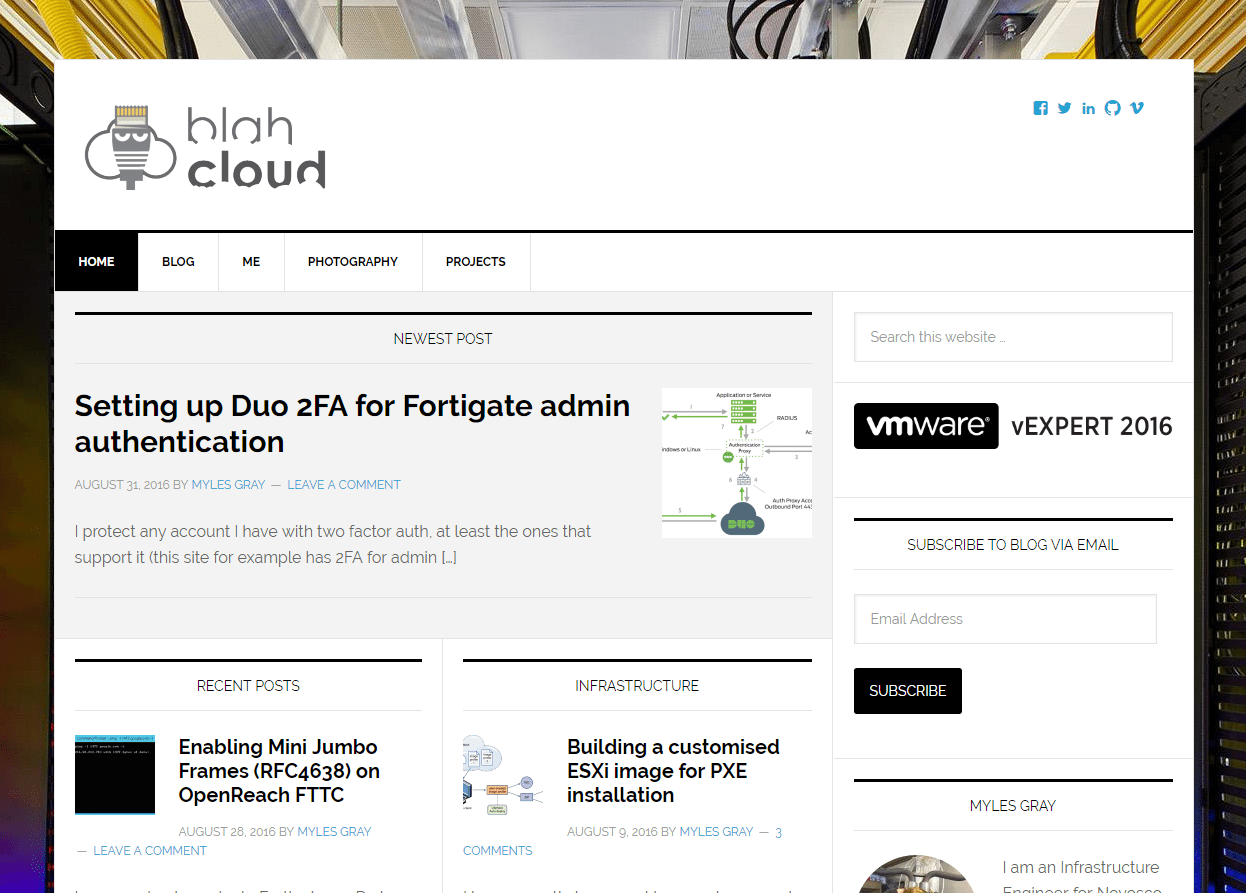 blah
cloud
HOME
BLOG
ME
PHOTOGRAPHY
PROJECTS
NEWEST POST
Setting up Duo 2FA for Fortigate admin
authentication
AUGUST 31, 2016 BY MYLES GRAY — LEAVE A COMMENT
I protect any account I have with two factor auth, at least the ones that
support it (this site for example has 2FA for admin [...]
Application or Service
RADIUS
Authentication
Proxy
Windows or Linux
Auth Proxy
Outbound Port
DUO
RECENT POSTS
Enabling Mini Jumbo
Frames (RFC4638) on
OpenReach FTTC
AUGUST 28, 2016 BY MYLES GRAY
— LEAVE A COMMENT
INFRASTRUCTURE
Building a customised
ESXi image for PXE
installation
AUGUST 9, 2016 BY MYLES GRAY — 3
COMMENTS
Search this website ...
vmware® vEXPERT 2016
SUBSCRIBE TO BLOG VIA EMAIL
Email Address
SUBSCRIBE
MYLES GRAY
I am an Infrastructure
Engineer for Novosco